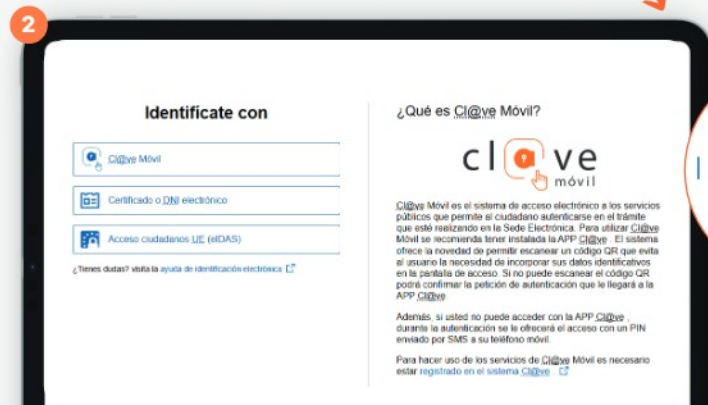 2
Identifícate con
Cl@ve Móvil
Certificado o DNI electrónico
Acceso ciudadanos UE (eIDAS)
¿Tienes dudas? visita la ayuda de identificación electrónica
¿Qué es Cl@ve Móvil?
cl@ve
móvil
Cl@ve Móvil es el sistema de acceso electrónico a los servicios
públicos que permite al ciudadano autenticarse en el trámite
que esté realizando en la Sede Electrónica. Para utilizar Cl@ve
Móvil se recomienda tener instalada la APP Cl@ve . El sistema
ofrece la novedad de permitir escanear un código QR que evita
al usuario la necesidad de incorporar sus datos identificativos
en la pantalla de acceso. Si no puede escanear el código QR
podrá confirmar la petición de autenticación que le llegará a la
APP Cl@ve
Además, si usted no puede acceder con la APP Cl@ve ,
durante la autenticación se le ofrecerá el acceso con un PIN
enviado por SMS a su teléfono móvil.
Para hacer uso de los servicios de Cl@ve Móvil es necesario
estar registrado en el sistema Cl@ve .